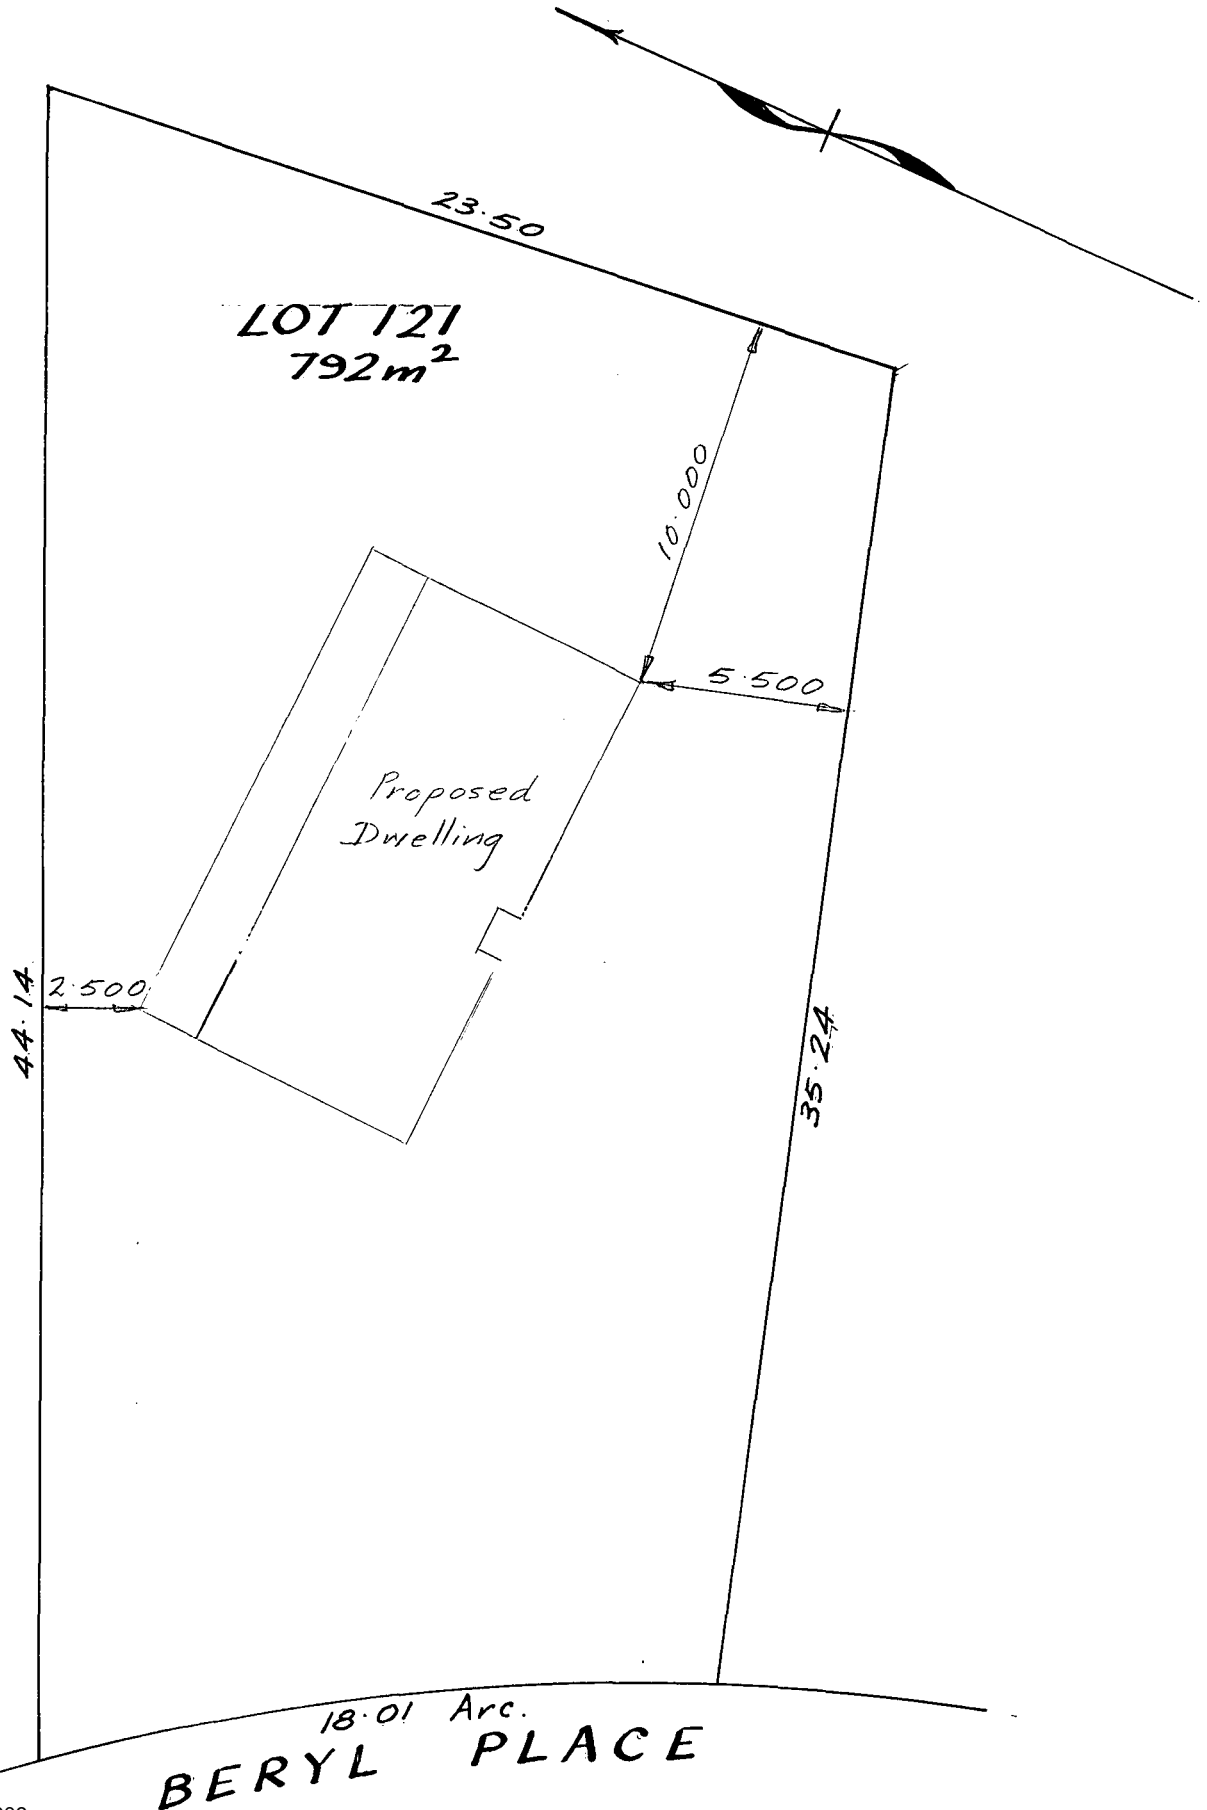 23.50
LOT 121
792m²
10.000
5.500
Proposed
Dwelling
2.500
44.14
35.24
18.01 Arc.
BERYL PLACE